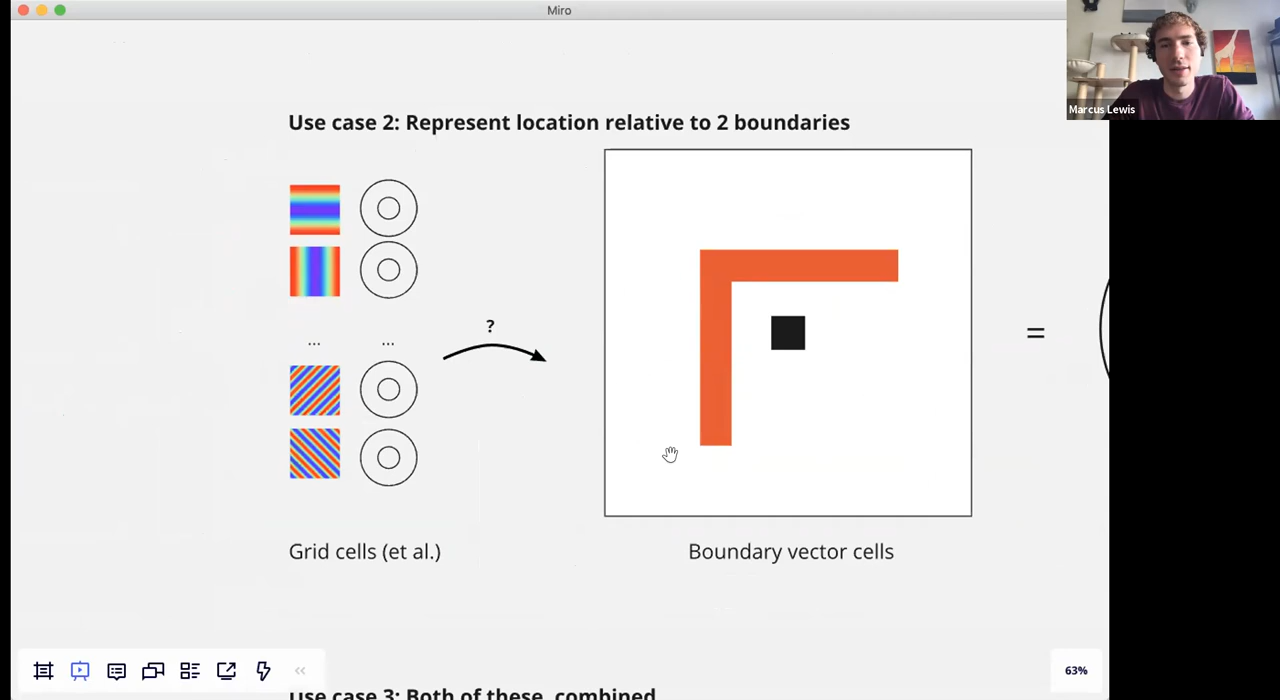 Miro
Marcus Lewis
Use case 2: Represent location relative to 2 boundaries
?
... ...
=
Grid cells (et al.)
Boundary vector cells
63%
Use case 3: Both of these, combined